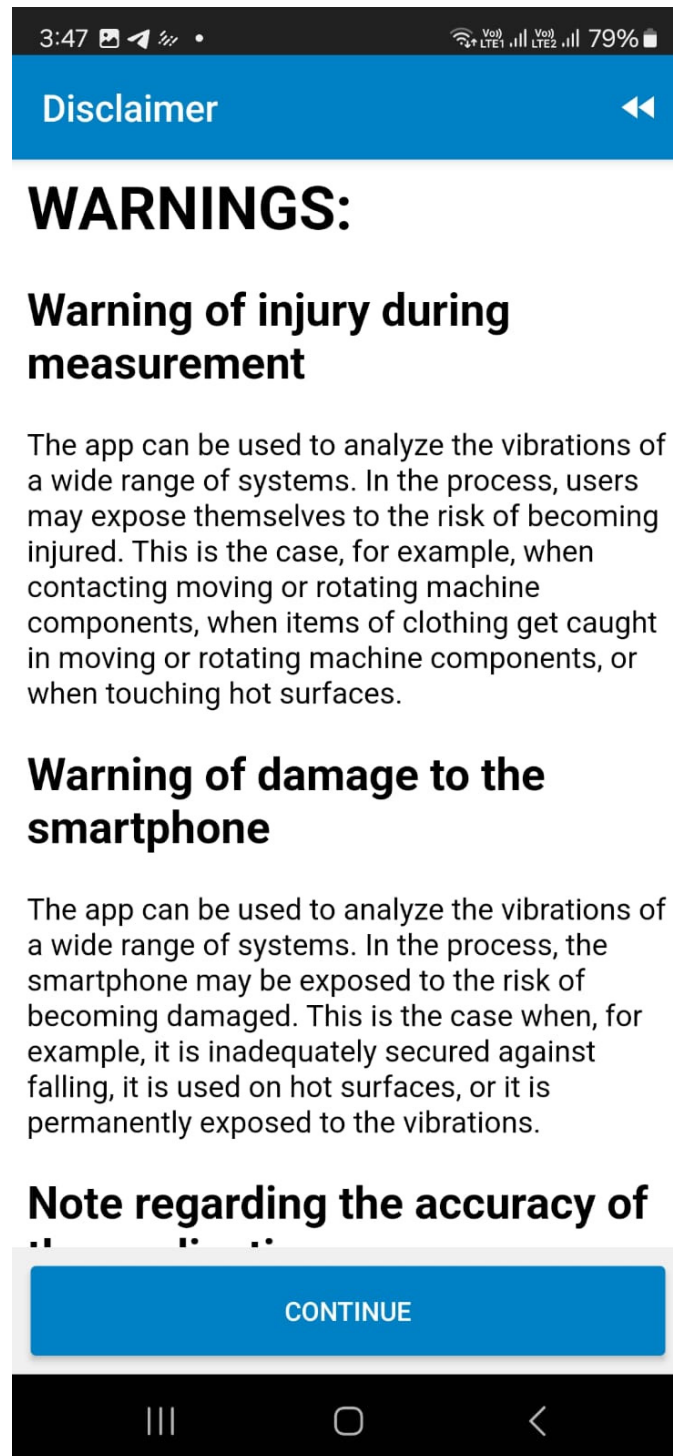 3:47
Vo))
LTE1
Vo))
LTE2
79%
Disclaimer
WARNINGS:
Warning of injury during
measurement
The app can be used to analyze the vibrations of
a wide range of systems. In the process, users
may expose themselves to the risk of becoming
injured. This is the case, for example, when
contacting moving or rotating machine
components, when items of clothing get caught
in moving or rotating machine components, or
when touching hot surfaces.
Warning of damage to the
smartphone
The app can be used to analyze the vibrations of
a wide range of systems. In the process, the
smartphone may be exposed to the risk of
becoming damaged. This is the case when, for
example, it is inadequately secured against
falling, it is used on hot surfaces, or it is
permanently exposed to the vibrations.
Note regarding the accuracy of
CONTINUE